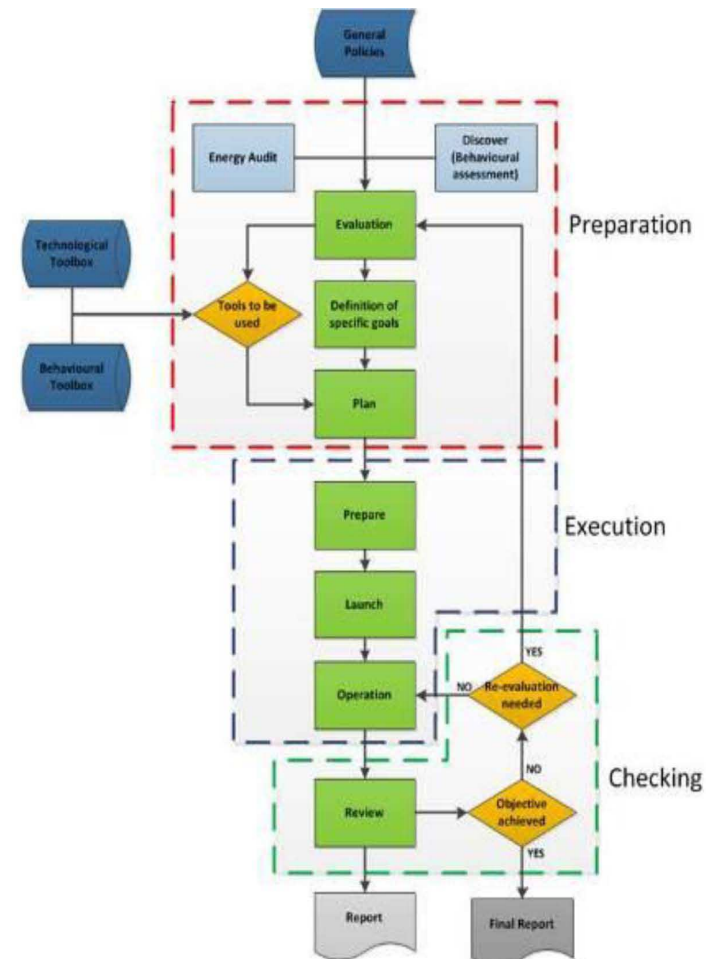 General
Policies
Energy Audit
Discover
(Behavioural
assessment)
Preparation
Evaluation
Technological
Toolbox
Tools to be
used
Definition of
specific goals
Behavioural
Toolbox
Plan
Prepare
Execution
Launch
YES
Operation
NO
Re-evaluation
needed
NO
Checking
Review
Objective
achieved
YES
Report
Final Report